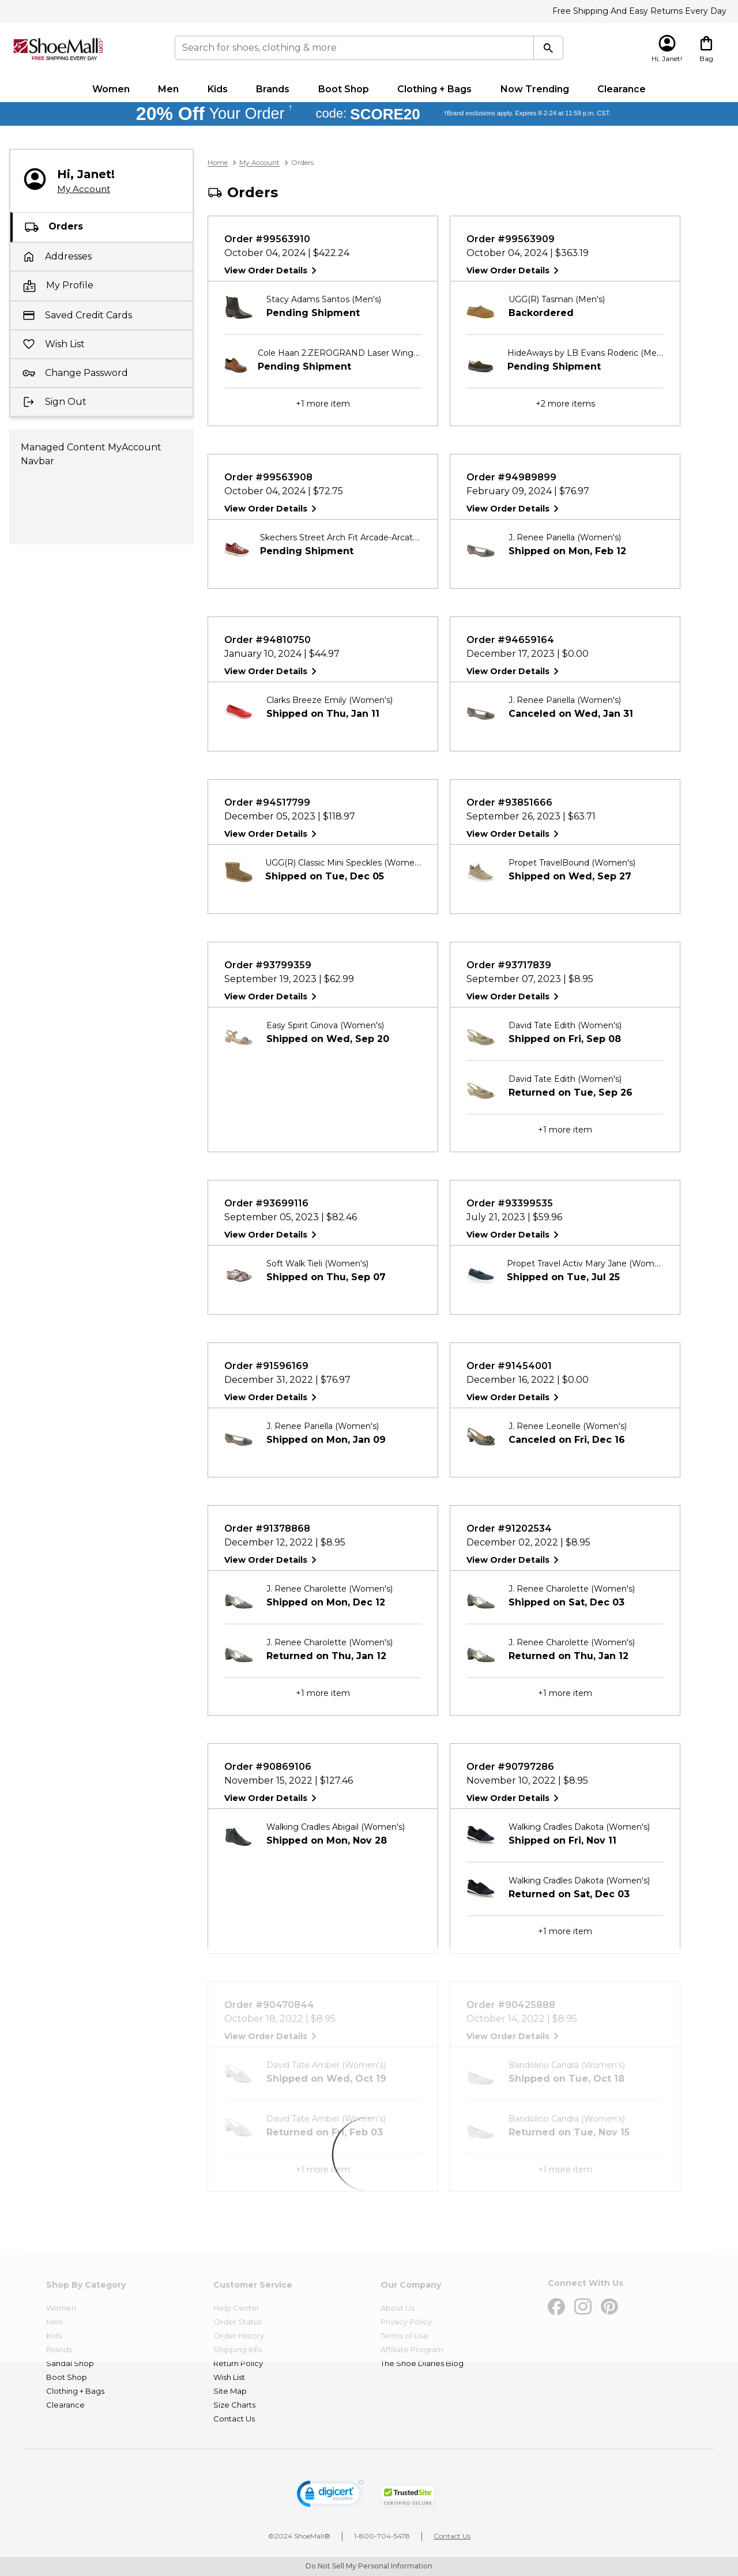 Free Shipping And Easy Returns Every Day
ShoeMall.com
FREE SHIPPING EVERY DAY
Search for shoes, clothing & more
Hi, Janet!
Bag
Women Men Kids Brands Boot Shop Clothing + Bags Now Trending Clearance
20% Off Your Order † code: SCORE20 †Brand exclusions apply. Expires 8-2-24 at 11:59 p.m. CST.
Hi, Janet!
My Account
Orders
Addresses
My Profile
Saved Credit Cards
Wish List
Change Password
Sign Out
Managed Content MyAccount
Navbar
Home > My Account > Orders
Orders
Order #99563910
October 04, 2024 | $422.24
View Order Details
Stacy Adams Santos (Men's)
Pending Shipment
Cole Haan 2.ZEROGRAND Laser Wing...
Pending Shipment
+1 more item
Order #99563909
October 04, 2024 | $363.19
View Order Details
UGG(R) Tasman (Men's)
Backordered
HideAways by LB Evans Roderic (Me...
Pending Shipment
+2 more items
Order #99563908
October 04, 2024 | $72.75
View Order Details
Skechers Street Arch Fit Arcade-Arcat...
Pending Shipment
Order #94989899
February 09, 2024 | $76.97
View Order Details
J. Renee Pariella (Women's)
Shipped on Mon, Feb 12
Order #94810750
January 10, 2024 | $44.97
View Order Details
Clarks Breeze Emily (Women's)
Shipped on Thu, Jan 11
Order #94659164
December 17, 2023 | $0.00
View Order Details
J. Renee Pariella (Women's)
Canceled on Wed, Jan 31
Order #94517799
December 05, 2023 | $118.97
View Order Details
UGG(R) Classic Mini Speckles (Wome...
Shipped on Tue, Dec 05
Order #93851666
September 26, 2023 | $63.71
View Order Details
Propet TravelBound (Women's)
Shipped on Wed, Sep 27
Order #93799359
September 19, 2023 | $62.99
View Order Details
Easy Spirit Ginova (Women's)
Shipped on Wed, Sep 20
Order #93717839
September 07, 2023 | $8.95
View Order Details
David Tate Edith (Women's)
Shipped on Fri, Sep 08
David Tate Edith (Women's)
Returned on Tue, Sep 26
+1 more item
Order #93699116
September 05, 2023 | $82.46
View Order Details
Soft Walk Tieli (Women's)
Shipped on Thu, Sep 07
Order #93399535
July 21, 2023 | $59.96
View Order Details
Propet Travel Activ Mary Jane (Wom...
Shipped on Tue, Jul 25
Order #91596169
December 31, 2022 | $76.97
View Order Details
J. Renee Pariella (Women's)
Shipped on Mon, Jan 09
Order #91454001
December 16, 2022 | $0.00
View Order Details
J. Renee Leonelle (Women's)
Canceled on Fri, Dec 16
Order #91378868
December 12, 2022 | $8.95
View Order Details
J. Renee Charolette (Women's)
Shipped on Mon, Dec 12
J. Renee Charolette (Women's)
Returned on Thu, Jan 12
+1 more item
Order #91202534
December 02, 2022 | $8.95
View Order Details
J. Renee Charolette (Women's)
Shipped on Sat, Dec 03
J. Renee Charolette (Women's)
Returned on Thu, Jan 12
+1 more item
Order #90869106
November 15, 2022 | $127.46
View Order Details
Walking Cradles Abigail (Women's)
Shipped on Mon, Nov 28
Order #90797286
November 10, 2022 | $8.95
View Order Details
Walking Cradles Dakota (Women's)
Shipped on Fri, Nov 11
Walking Cradles Dakota (Women's)
Returned on Sat, Dec 03
+1 more item
Order #90470844
October 18, 2022 | $8.95
View Order Details
David Tate Amber (Women's)
Shipped on Wed, Oct 19
David Tate Amber (Women's)
Returned on Fri, Feb 03
+1 more item
Order #90425888
October 14, 2022 | $8.95
View Order Details
Bandolino Candra (Women's)
Shipped on Tue, Oct 18
Bandolino Candra (Women's)
Returned on Tue, Nov 15
+1 more item
Shop By Category
Women
Men
Kids
Brands
Sandal Shop
Boot Shop
Clothing + Bags
Clearance
Customer Service
Help Center
Order Status
Order History
Shipping Info
Return Policy
Wish List
Site Map
Size Charts
Contact Us
Our Company
About Us
Privacy Policy
Terms of Use
Affiliate Program
The Shoe Diaries Blog
Connect With Us
digicert
SECURED
TrustedSite
CERTIFIED SECURE
©2024 ShoeMall® | 1-800-704-5478 | Contact Us
Do Not Sell My Personal Information